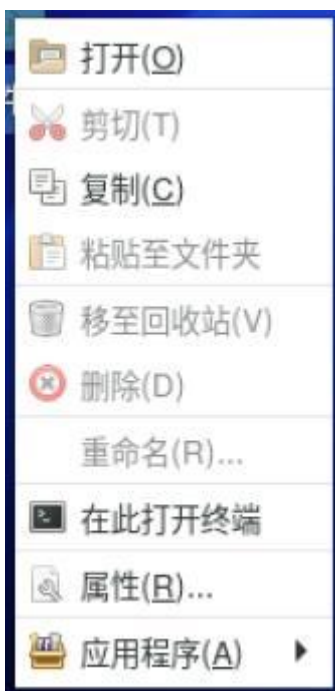 打开(O)
剪切(T)
复制(C)
粘贴至文件夹
移至回收站(V)
删除(D)
重命名(R)...
在此打开终端
属性(R)...
应用程序(A)